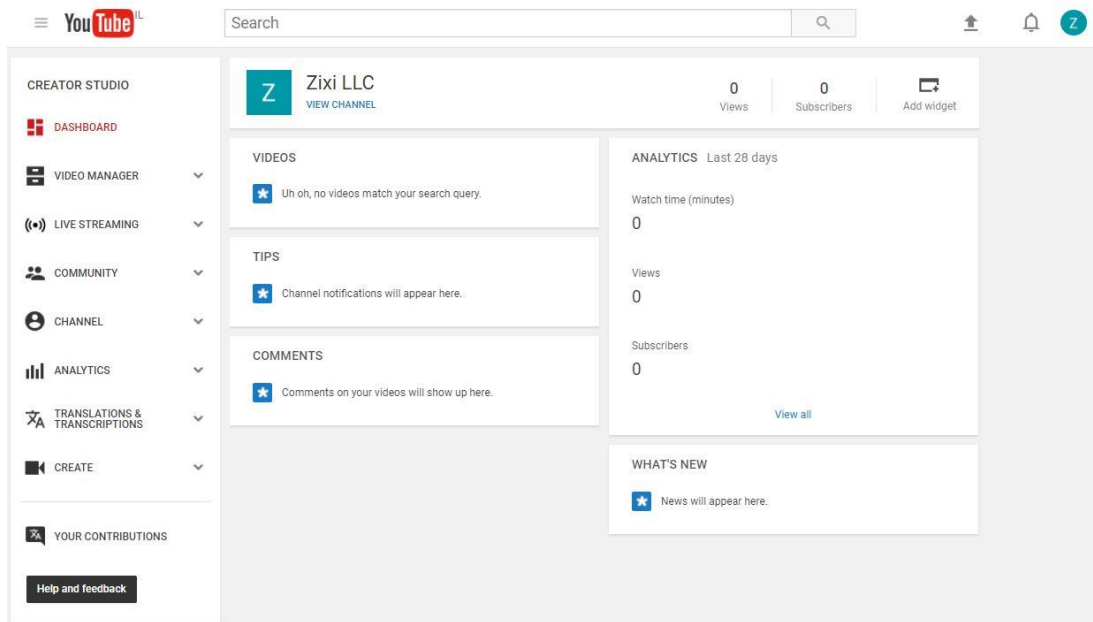 YouTube IL
Search
Z
CREATOR STUDIO
DASHBOARD
VIDEO MANAGER
LIVE STREAMING
COMMUNITY
CHANNEL
ANALYTICS
TRANSLATIONS &
TRANSCRIPTIONS
CREATE
YOUR CONTRIBUTIONS
Help and feedback
Z
Zixi LLC
VIEW CHANNEL
0
Views
0
Subscribers
Add widget
VIDEOS
Uh oh, no videos match your search query.
TIPS
Channel notifications will appear here.
COMMENTS
Comments on your videos will show up here.
ANALYTICS Last 28 days
Watch time (minutes)
0
Views
0
Subscribers
0
View all
WHAT'S NEW
News will appear here.